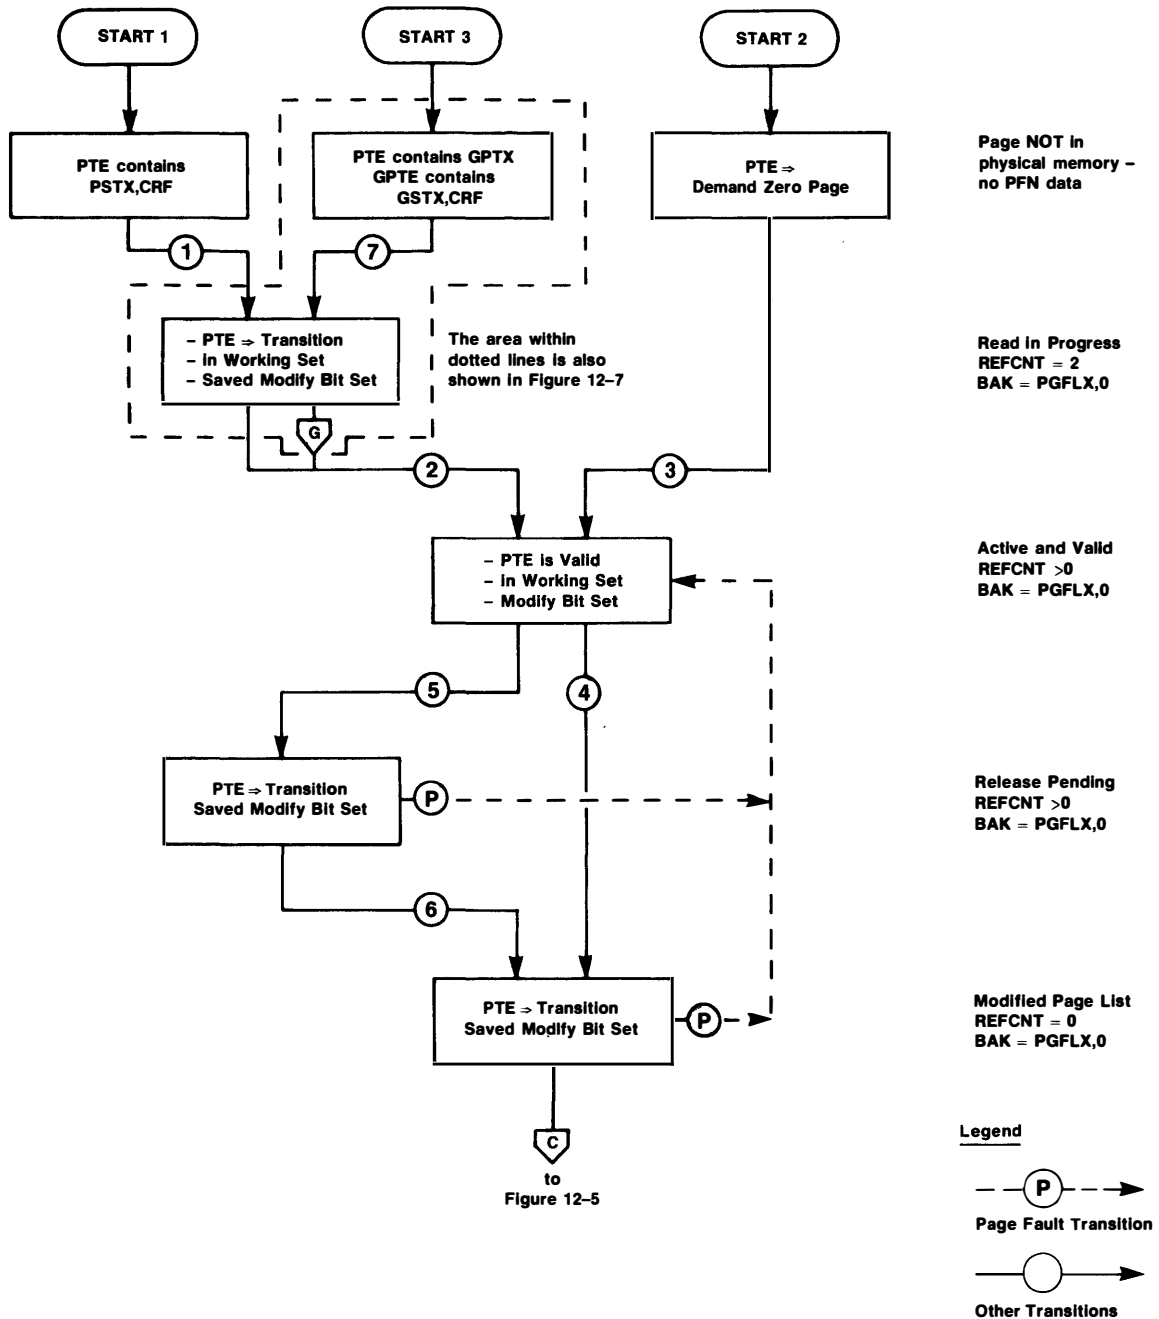 START 1
START 3
START 2
PTE contains
PSTX,CRF
PTE contains GPTX
GPTE contains
GSTX,CRF
PTE ⇒
Demand Zero Page
Page NOT in
physical memory –
no PFN data
1
7
– PTE ⇒ Transition
– in Working Set
– Saved Modify Bit Set
The area within
dotted lines is also
shown in Figure 12–7
Read in Progress
REFCNT = 2
BAK = PGFLX,0
G
2
3
– PTE is Valid
– in Working Set
– Modify Bit Set
Active and Valid
REFCNT >0
BAK = PGFLX,0
5
4
PTE ⇒ Transition
Saved Modify Bit Set
P
Release Pending
REFCNT >0
BAK = PGFLX,0
6
PTE ⇒ Transition
Saved Modify Bit Set
P
Modified Page List
REFCNT = 0
BAK = PGFLX,0
C
to
Figure 12–5
Legend
P
Page Fault Transition
Other Transitions